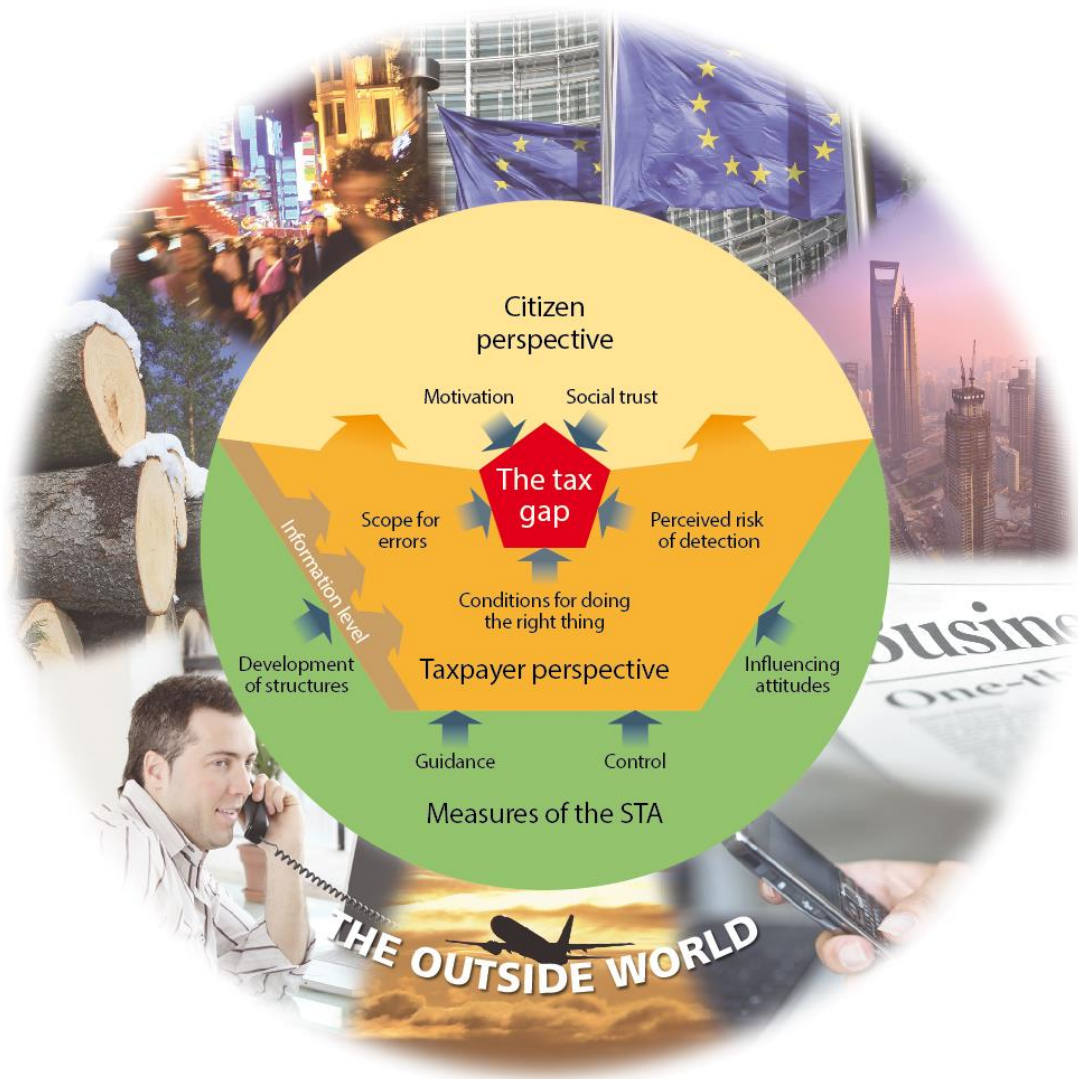 Citizen
perspective
Motivation
Social trust
The tax
gap
Scope for
errors
Perceived risk
of detection
Information level
Conditions for doing
the right thing
Taxpayer perspective
Development
of structures
Influencing
attitudes
Guidance
Control
Measures of the STA
THE OUTSIDE WORLD